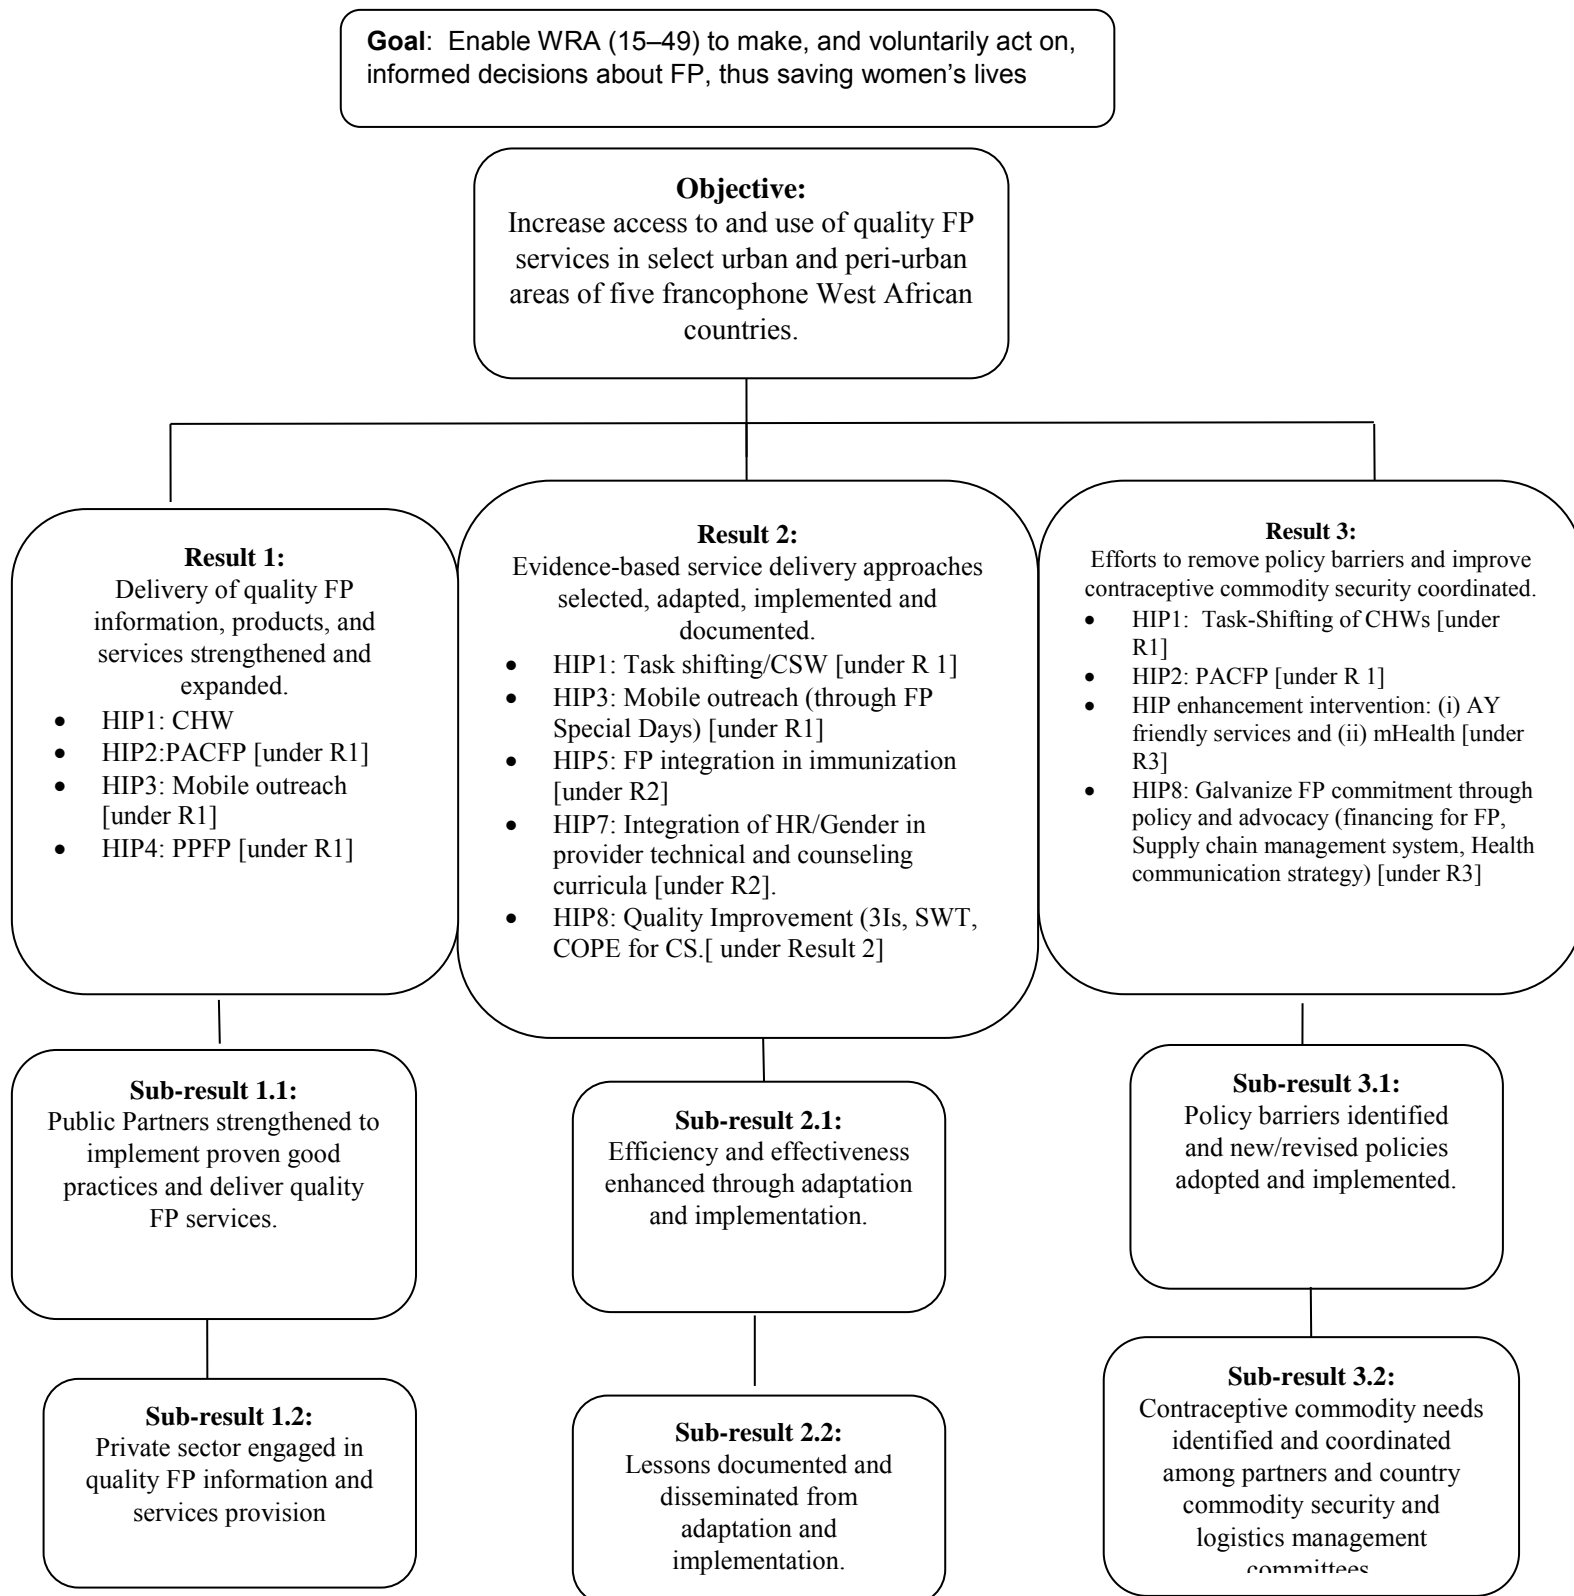 Goal: Enable WRA (15–49) to make, and voluntarily act on,
informed decisions about FP, thus saving women's lives
Objective:
Increase access to and use of quality FP
services in select urban and peri-urban
areas of five francophone West African
countries.
Result 1:
Delivery of quality FP
information, products, and
services strengthened and
expanded.
• HIP1: CHW
• HIP2:PACFP [under R1]
• HIP3: Mobile outreach
[under R1]
• HIP4: PPFP [under R1]
Result 2:
Evidence-based service delivery approaches
selected, adapted, implemented and
documented.
• HIP1: Task shifting/CSW [under R 1]
• HIP3: Mobile outreach (through FP
Special Days) [under R1]
• HIP5: FP integration in immunization
[under R2]
• HIP7: Integration of HR/Gender in
provider technical and counseling
curricula [under R2].
• HIP8: Quality Improvement (3Is, SWT,
COPE for CS.[ under Result 2]
Result 3:
Efforts to remove policy barriers and improve
contraceptive commodity security coordinated.
• HIP1: Task-Shifting of CHWs [under
R1]
• HIP2: PACFP [under R 1]
• HIP enhancement intervention: (i) AY
friendly services and (ii) mHealth [under
R3]
• HIP8: Galvanize FP commitment through
policy and advocacy (financing for FP,
Supply chain management system, Health
communication strategy) [under R3]
Sub-result 1.1:
Public Partners strengthened to
implement proven good
practices and deliver quality
FP services.
Sub-result 2.1:
Efficiency and effectiveness
enhanced through adaptation
and implementation.
Sub-result 3.1:
Policy barriers identified
and new/revised policies
adopted and implemented.
Sub-result 1.2:
Private sector engaged in
quality FP information and
services provision
Sub-result 2.2:
Lessons documented and
disseminated from
adaptation and
implementation.
Sub-result 3.2:
Contraceptive commodity needs
identified and coordinated
among partners and country
commodity security and
logistics management
committees